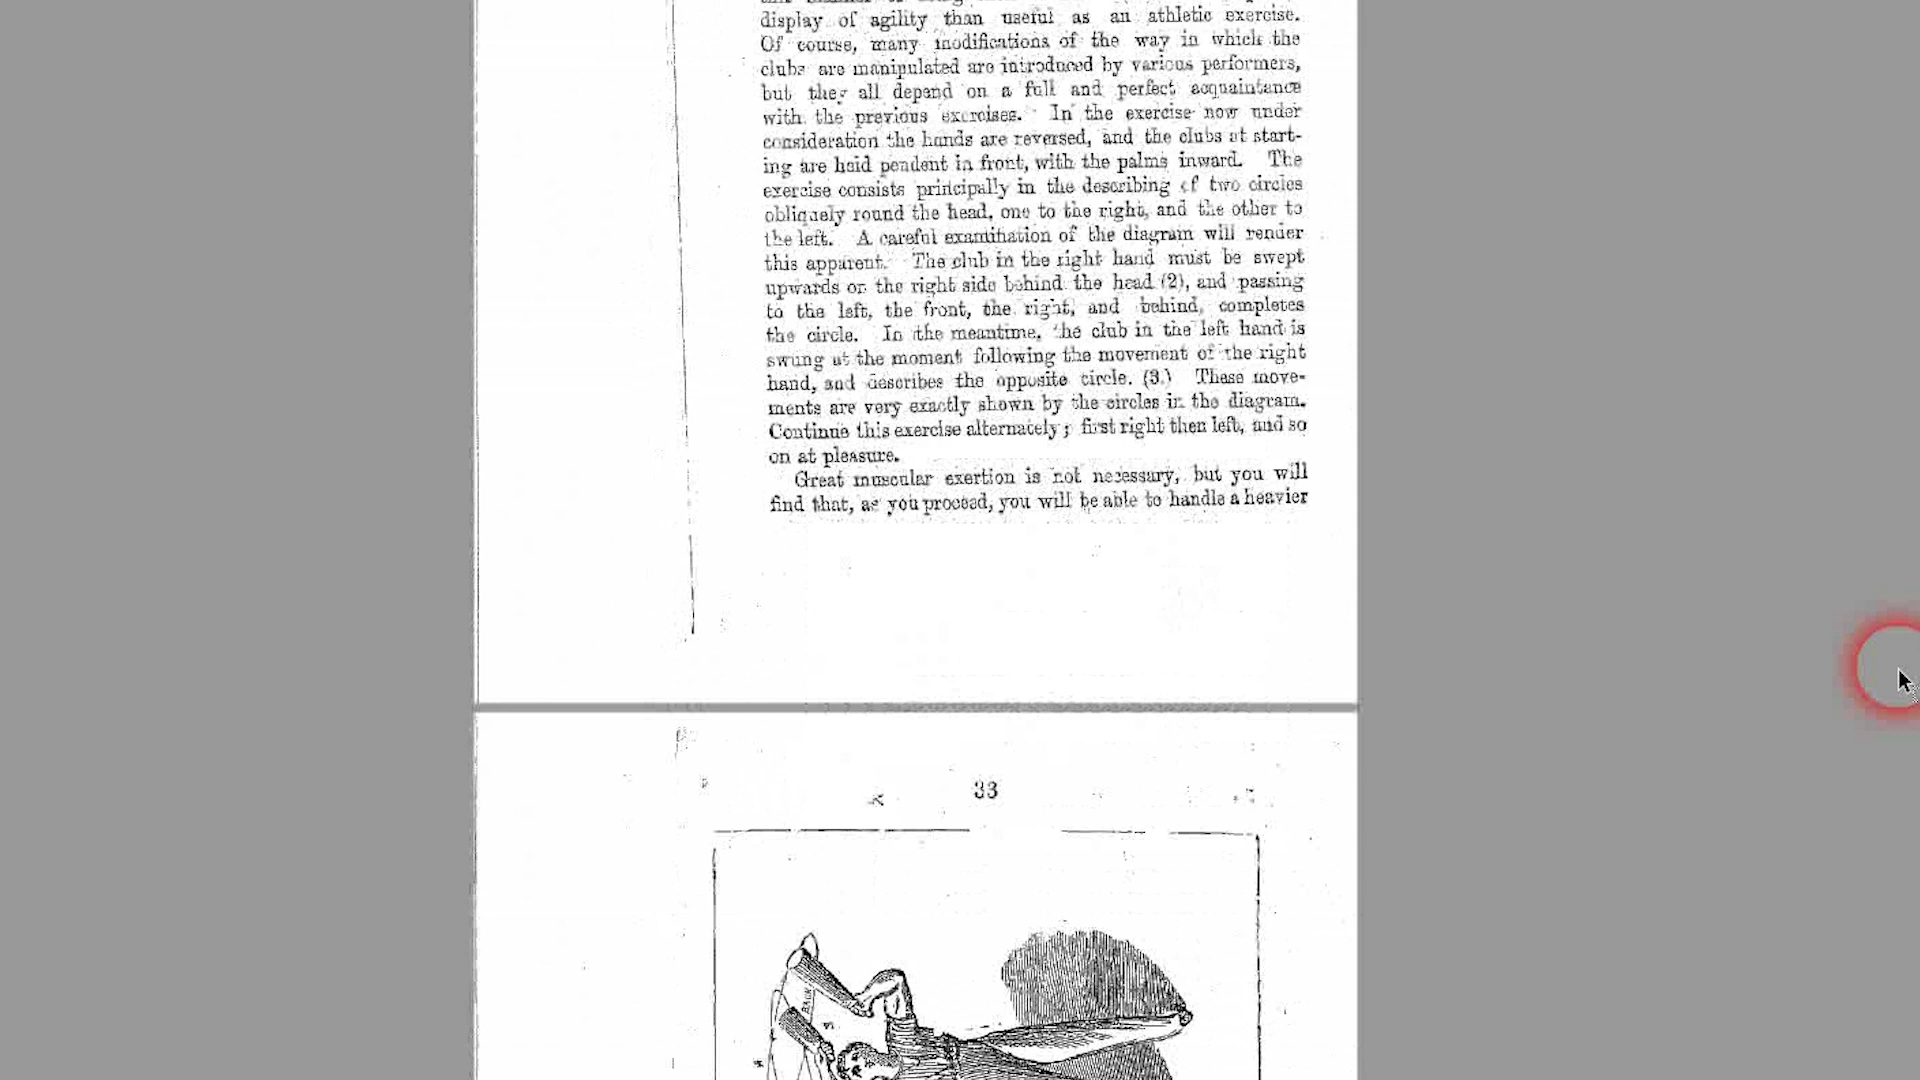 display of agility than useful as an athletic exercise.
Of course, many modifications of the way in which the
clubs are manipulated are introduced by various performers,
but they all depend on a full and perfect acquaintance
with the previous exercises. In the exercise now under
consideration the hands are reversed, and the clubs at start-
ing are held pendent in front, with the palms inward. The
exercise consists principally in the describing of two circles
obliquely round the head, one to the right, and the other to
the left. A careful examination of the diagram will render
this apparent. The club in the right hand must be swept
upwards on the right side behind the head (2), and passing
to the left, the front, the right, and behind, completes
the circle. In the meantime, the club in the left hand is
swung at the moment following the movement of the right
hand, and describes the opposite circle. (3.) These move-
ments are very exactly shown by the circles in the diagram.
Continue this exercise alternately; first right then left, and so
on at pleasure.
Great muscular exertion is not necessary, but you will
find that, as you proceed, you will be able to handle a heavier
33
BACK